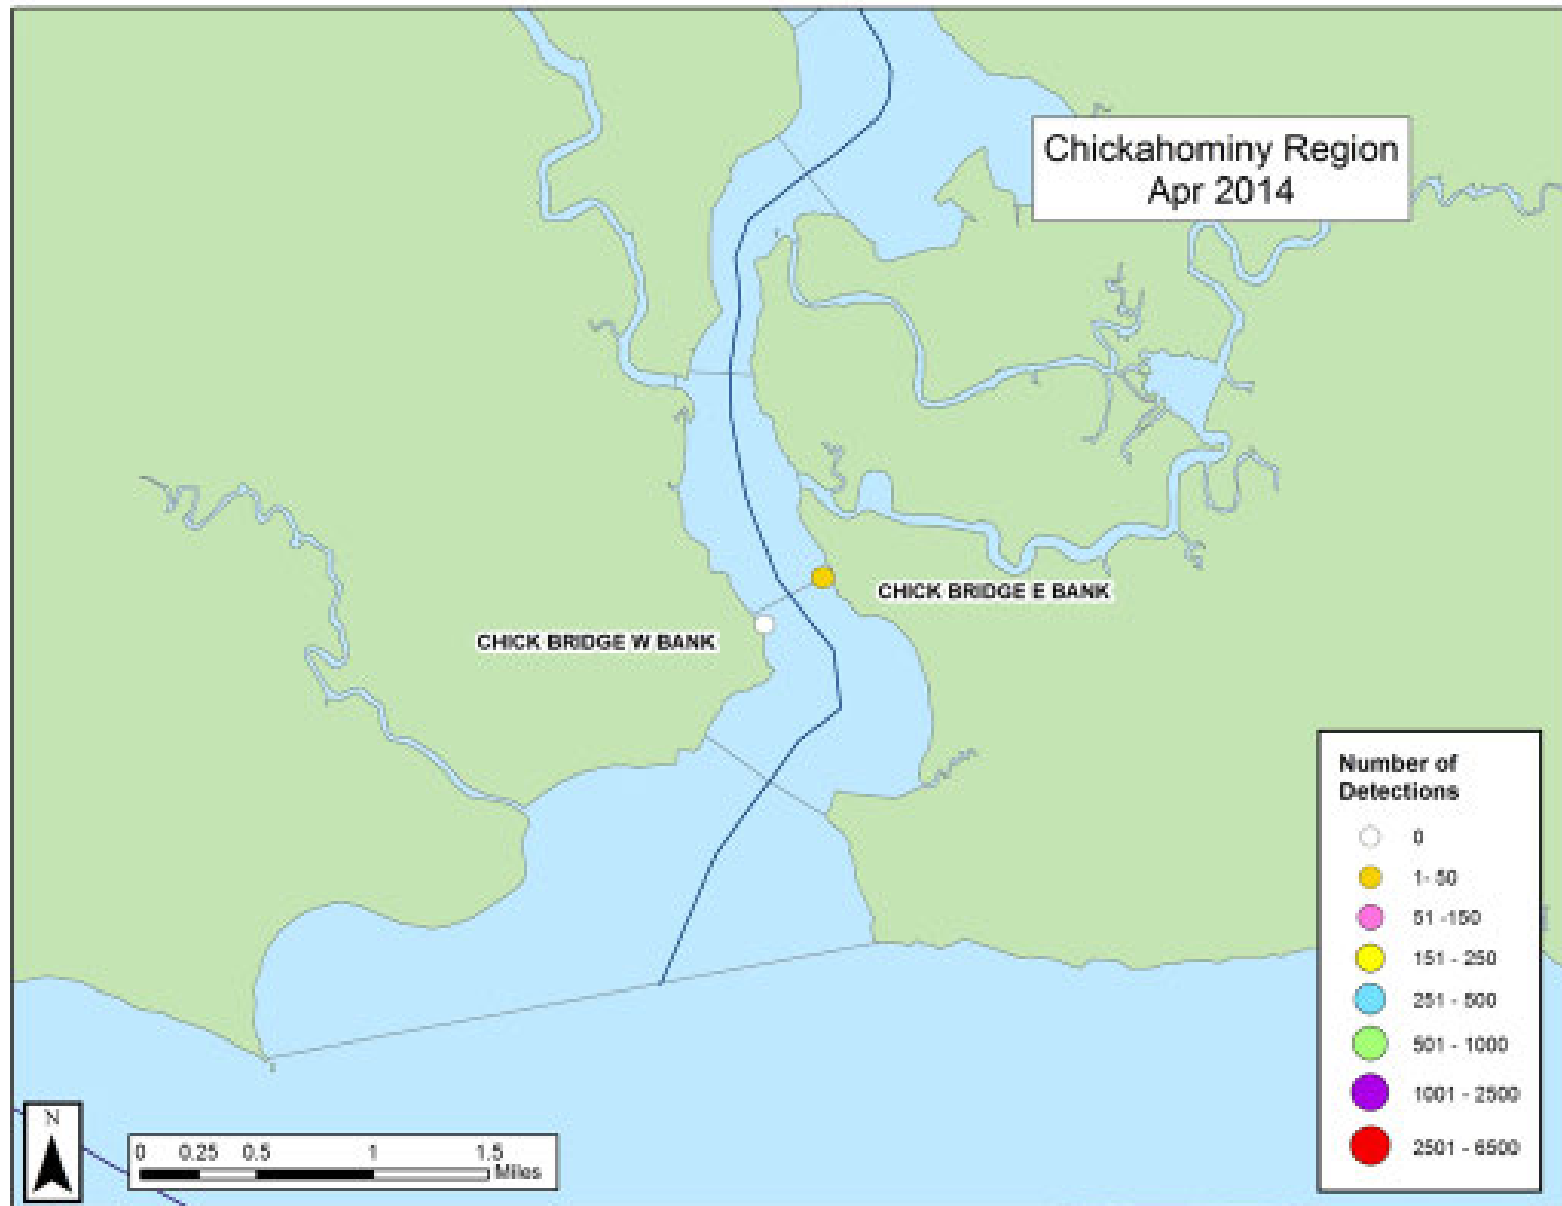 Chickahominy Region
Apr 2014
CHICK BRIDGE E BANK
CHICK BRIDGE W BANK
Number of
Detections
0
1- 50
51 -150
151 - 250
251 - 500
501 - 1000
1001 - 2500
2501 - 6500
N
0 0.25 0.5 1 1.5
Miles